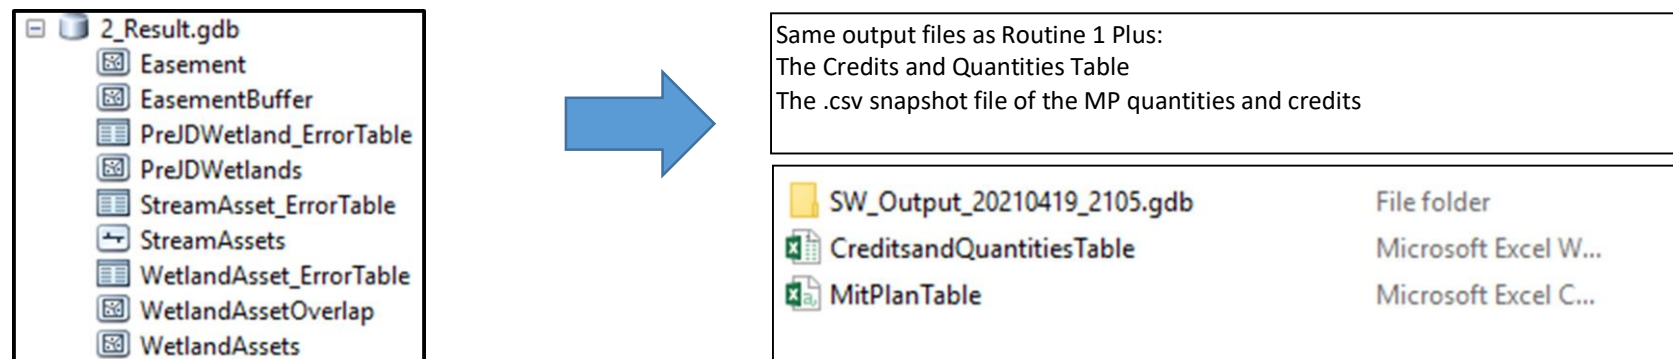 2_Result.gdb
Easement
EasementBuffer
PreJDWetland_ErrorTable
PreJDWetlands
StreamAsset_ErrorTable
StreamAssets
WetlandAsset_ErrorTable
WetlandAssetOverlap
WetlandAssets
Same output files as Routine 1 Plus:
The Credits and Quantities Table
The .csv snapshot file of the MP quantities and credits
SW_Output_20210419_2105.gdb File folder
CreditsandQuantitiesTable Microsoft Excel W...
MitPlanTable Microsoft Excel C...